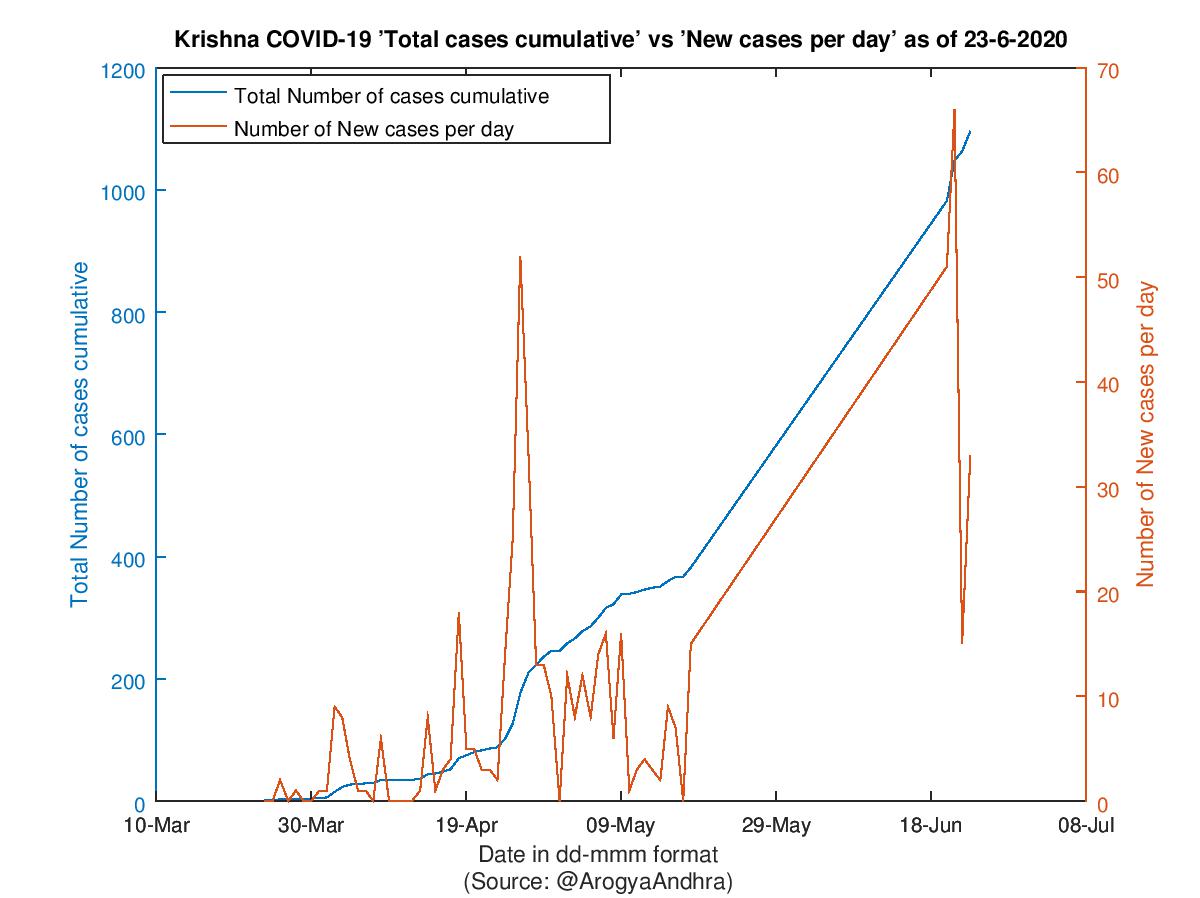 Krishna COVID-19 ’Total cases cumulative’ vs ’New cases per day’ as of 23-6-2020
1200
1000
800
600
400
200
0
Total Number of cases cumulative
Total Number of cases cumulative
Number of New cases per day
70
60
50
40
30
20
10
0
Number of New cases per day
10-Mar 30-Mar 19-Apr 09-May 29-May 18-Jun 08-Jul
Date in dd-mmm format
(Source: @ArogyaAndhra)